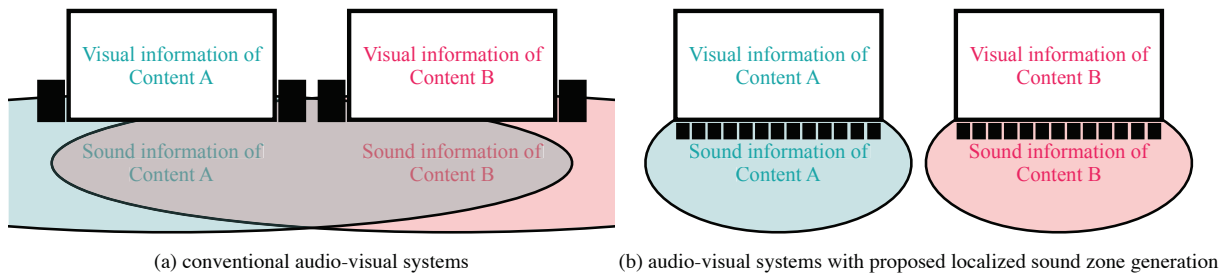 Visual information of
Content A
Visual information of
Content B
Sound information of
Content A
Sound information of
Content B
(a) conventional audio-visual systems
Visual information of
Content A
Visual information of
Content B
Sound information of
Content A
Sound information of
Content B
(b) audio-visual systems with proposed localized sound zone generation